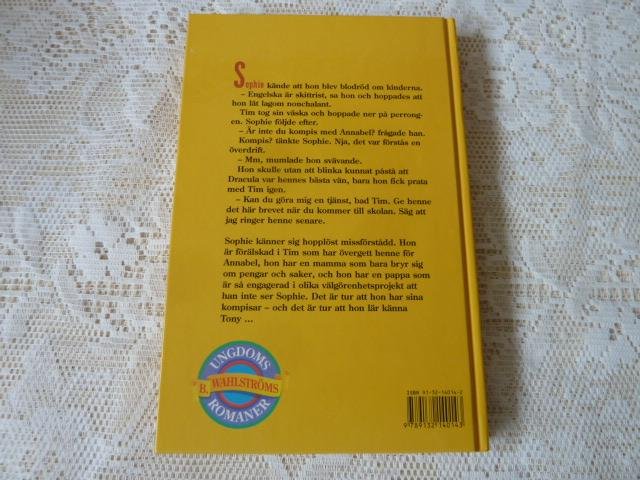 Sophie kände att hon blev blodröd om kinderna.
– Engelska är skittrist, sa hon och hoppades att
hon lät lagom nonchalant.
Tim tog sin väska och hoppade ner på perrong-
en. Sophie följde efter.
– Är inte du kompis med Annabel? frågade han.
Kompis? tänkte Sophie. Nja, det var förstås en
överdrift.
– Mm, mumlade hon svävande.
Hon skulle utan att blinka kunnat påstå att
Dracula var hennes bästa vän, bara hon fick prata
med Tim igen.
– Kan du göra mig en tjänst, bad Tim. Ge henne
det här brevet när du kommer till skolan. Säg att
jag ringer henne senare.
Sophie känner sig hopplöst missförstådd. Hon
är förälskad i Tim som har övergett henne för
Annabel, hon har en mamma som bara bryr sig
om pengar och saker, och hon har en pappa som
är så engagerad i olika välgörenhetsprojekt att
han inte ser Sophie. Det är tur att hon har sina
kompisar – och det är tur att hon lär känna
Tony ...
UNGDOMS
B. WAHLSTRÖMS
ROMANER
ISBN 91-32-14014-2
9 789132 140143